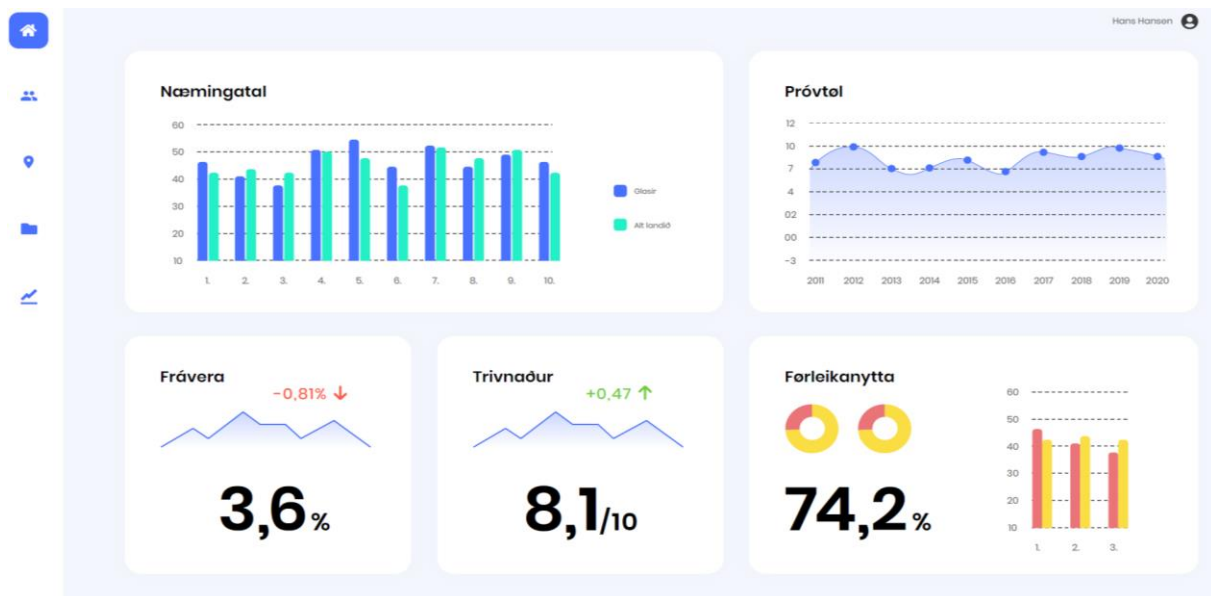 Hans Hansen
Næmingatal
60
50
40
30
20
10
1. 2. 3. 4. 5. 6. 7. 8. 9. 10.
Glasir
Alt landið
Próvtøl
12
10
7
4
02
00
-3
2011 2012 2013 2014 2015 2016 2017 2018 2019 2020
Frávera
-0,81%
3,6%
Trivnaður
+0,47
8,1/10
Førleikanytta
74,2%
60
50
40
30
20
10
1. 2. 3.